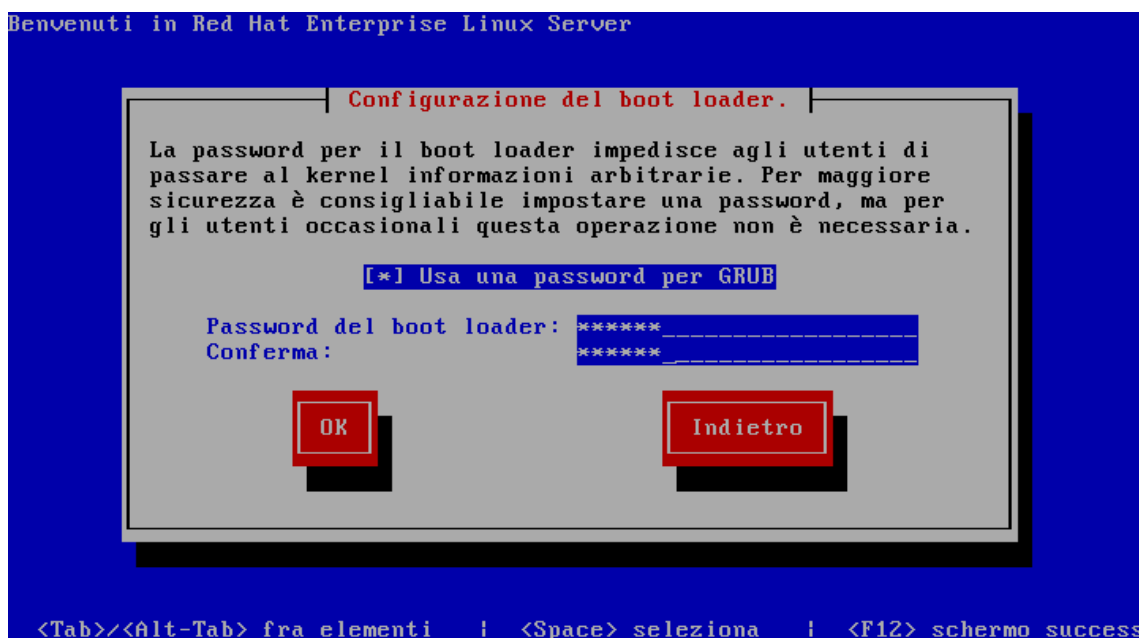 Benvenuti in Red Hat Enterprise Linux Server
Configurazione del boot loader.
La password per il boot loader impedisce agli utenti di
passare al kernel informazioni arbitrarie. Per maggiore
sicurezza è consigliabile impostare una password, ma per
gli utenti occasionali questa operazione non è necessaria.
[*] Usa una password per GRUB
Password del boot loader: ******__________________
Conferma: ******__________________
OK Indietro
<Tab>/<Alt-Tab> fra elementi | <Space> seleziona | <F12> schermo success